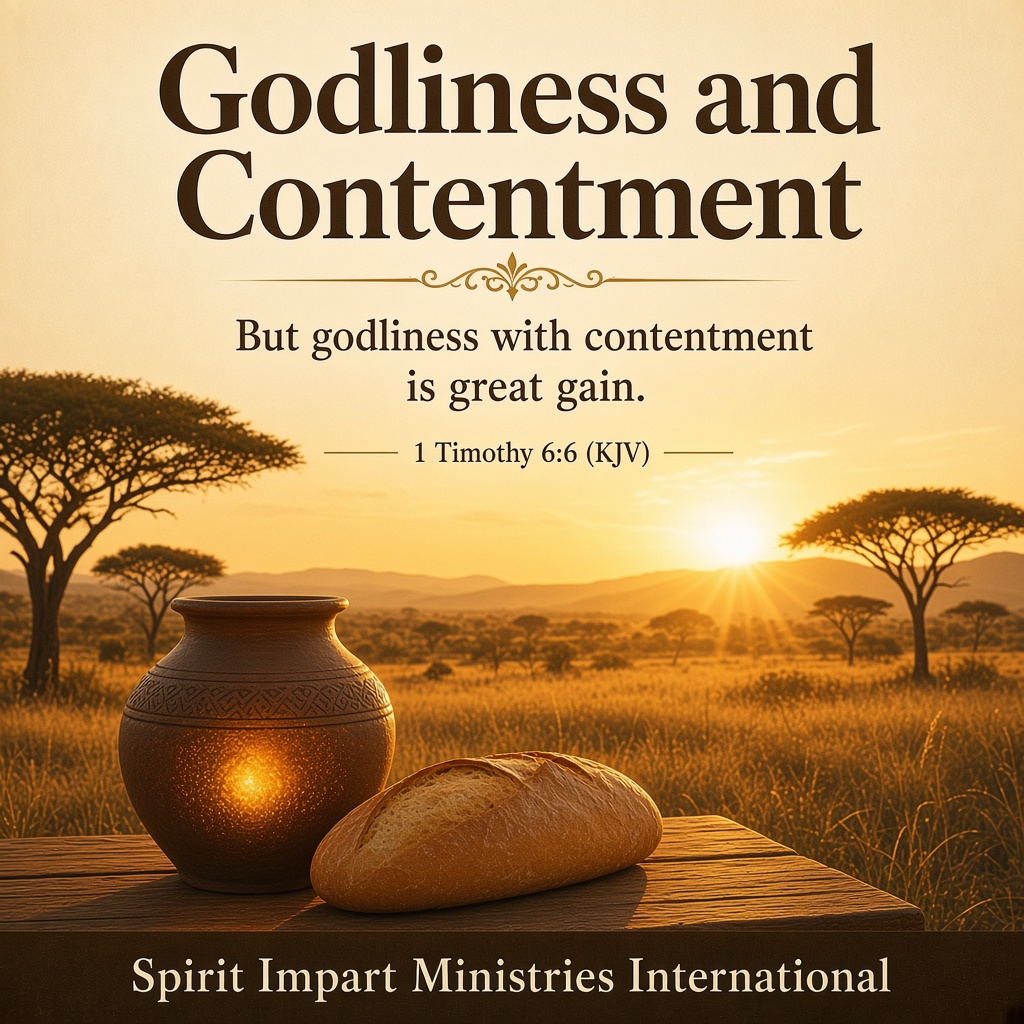 Godliness and
Contentment
But godliness with contentment
is great gain.
1 Timothy 6:6 (KJV)
Spirit Impart Ministries International